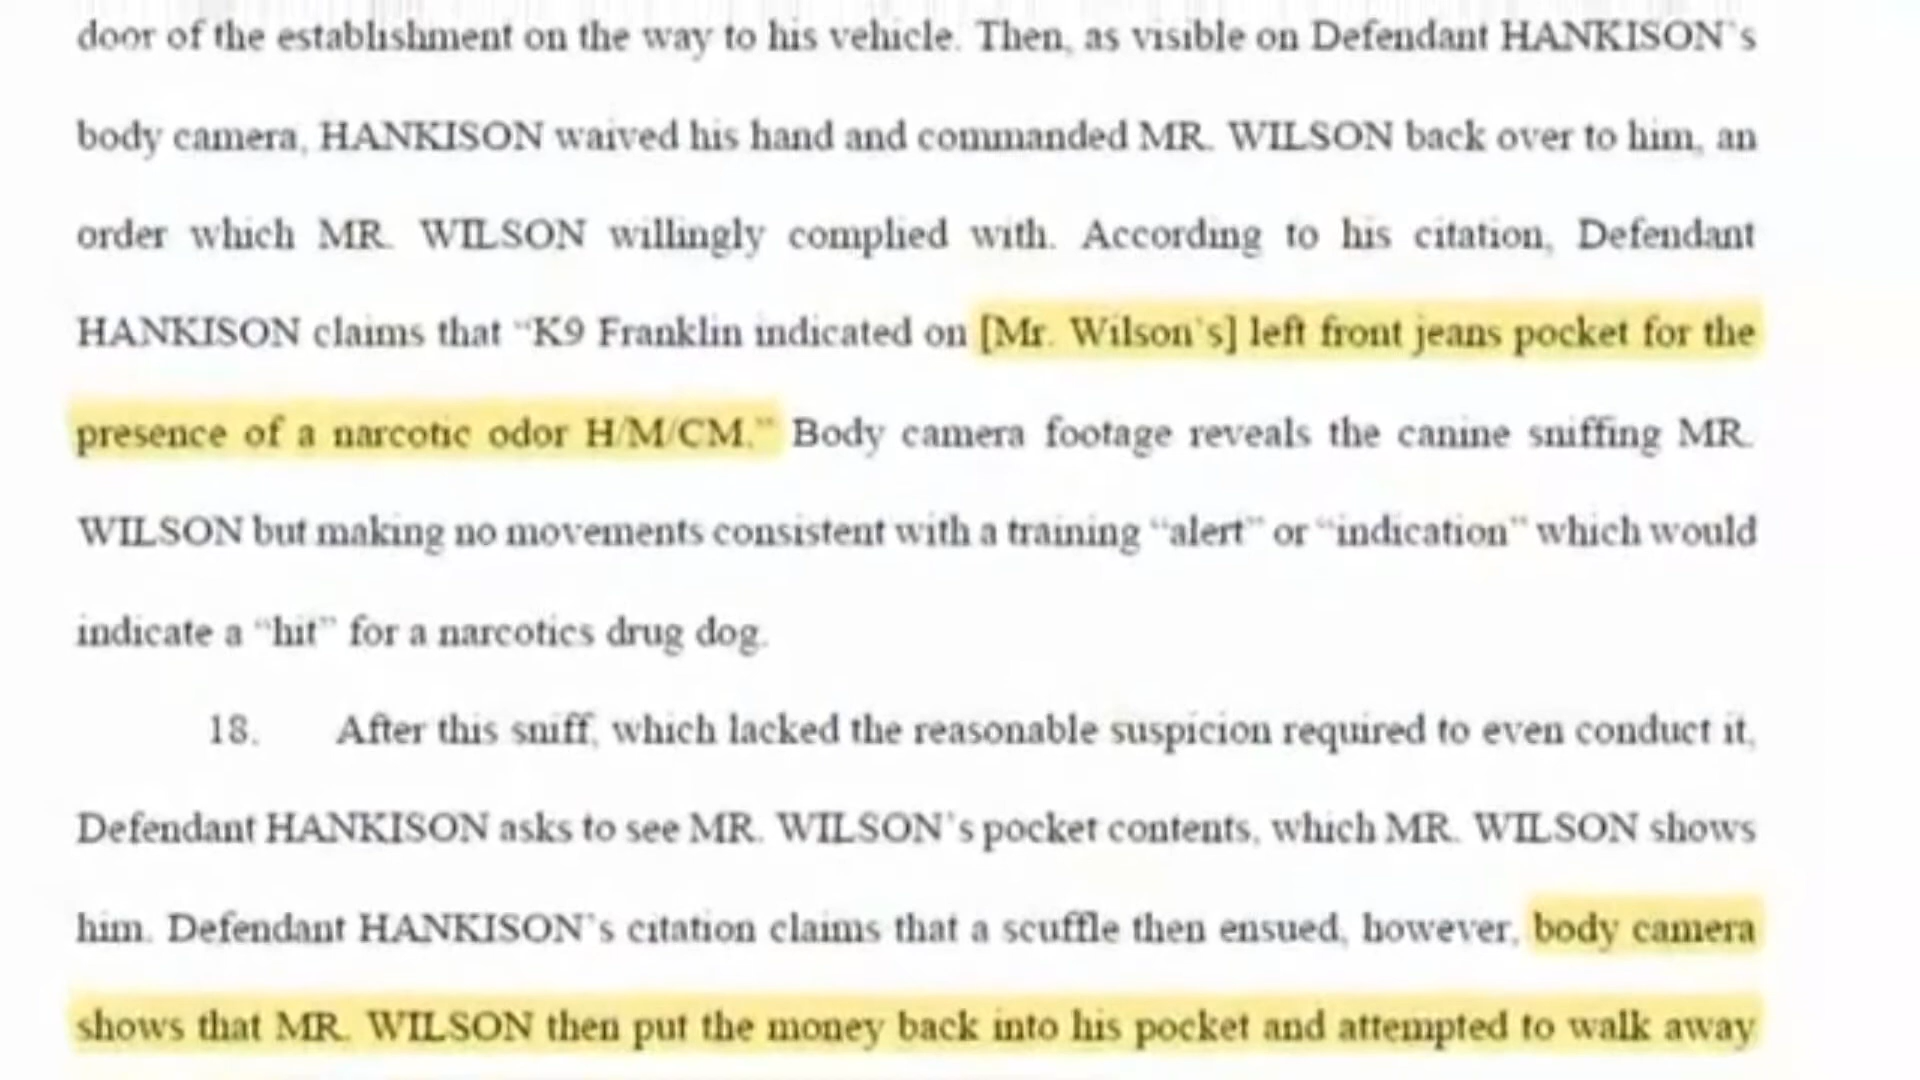 door of the establishment on the way to his vehicle. Then, as visible on Defendant HANKISON's
body camera, HANKISON waived his hand and commanded MR. WILSON back over to him, an
order which MR. WILSON willingly complied with. According to his citation, Defendant
HANKISON claims that “K9 Franklin indicated on [Mr. Wilson's] left front jeans pocket for the
presence of a narcotic odor H/M/CM.” Body camera footage reveals the canine sniffing MR.
WILSON but making no movements consistent with a training “alert” or “indication” which would
indicate a “hit” for a narcotics drug dog.
18. After this sniff, which lacked the reasonable suspicion required to even conduct it,
Defendant HANKISON asks to see MR. WILSON's pocket contents, which MR. WILSON shows
him. Defendant HANKISON's citation claims that a scuffle then ensued, however, body camera
shows that MR. WILSON then put the money back into his pocket and attempted to walk away